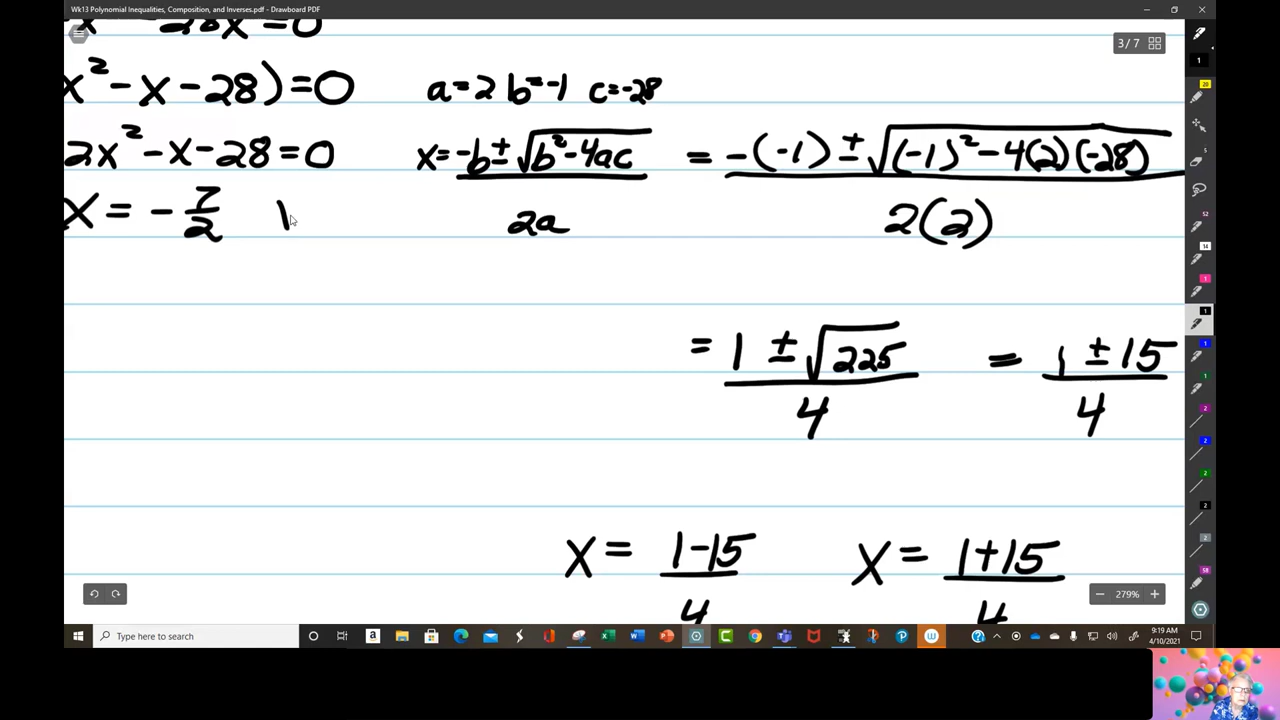 Wk13 Polynomial Inequalities, Composition, and Inverses.pdf - Drawboard PDF
3 / 7
- 28x = 0
x² - x - 28) = 0
a = 2 b = -1 c = -28
2x² - x - 28 = 0
x = -b ± √(b² - 4ac) / 2a = -(-1) ± √((-1)² - 4(2)(-28)) / 2(2)
x = - 7/2
= 1 ± √225 / 4 = 1 ± 15 / 4
x = 1 - 15 / 4 x = 1 + 15 / 4
279%
Type here to search
9:19 AM
4/10/2021